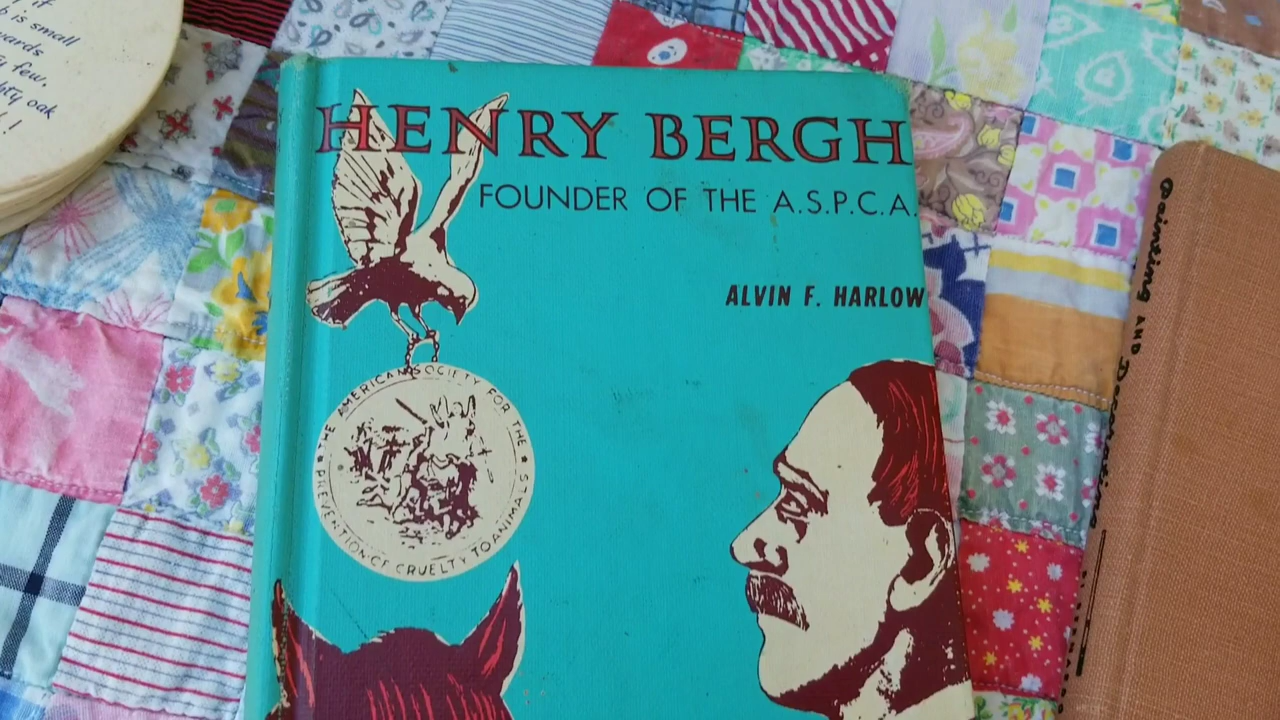 is small
few,
oak
HENRY BERGH
FOUNDER OF THE A.S.P.C.A.
ALVIN F. HARLOW
THE AMERICAN SOCIETY FOR THE
PREVENTION OF CRUELTY TO ANIMALS
Painting AND Decorating